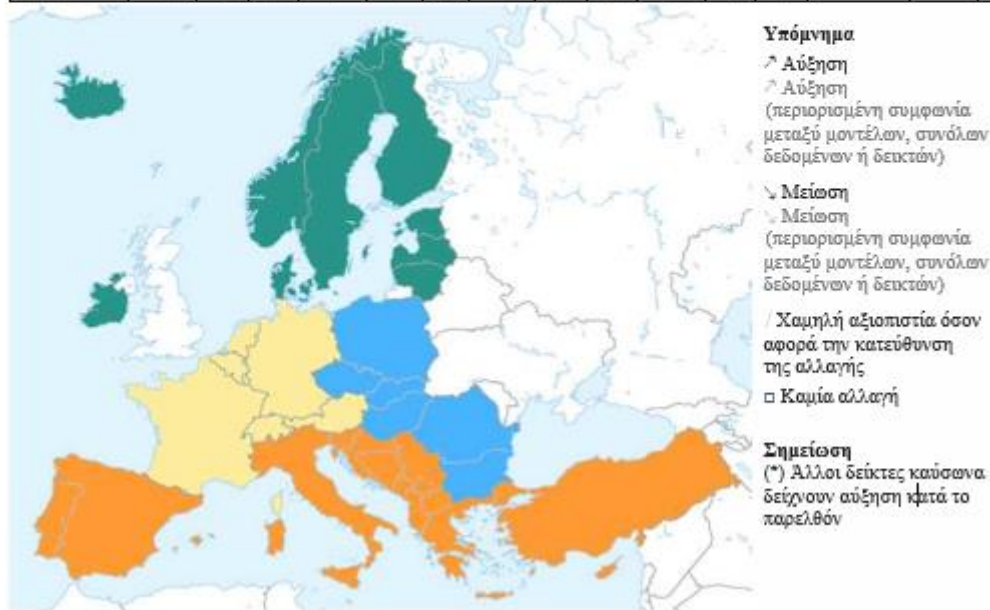 Υπόμνημα
↗ Αύξηση
↗ Αύξηση
(περιορισμένη συμφωνία
μεταξύ μοντέλων, συνόλων
δεδομένων ή δεικτών)
↘ Μείωση
↘ Μείωση
(περιορισμένη συμφωνία
μεταξύ μοντέλων, συνόλων
δεδομένων ή δεικτών)
/ Χαμηλή αξιοπιστία όσον
αφορά την κατεύθυνση
της αλλαγής
□ Καμία αλλαγή
Σημείωση
(*) Άλλοι δείκτες καύσωνα
δείχνουν αύξηση κατά το
παρελθόν